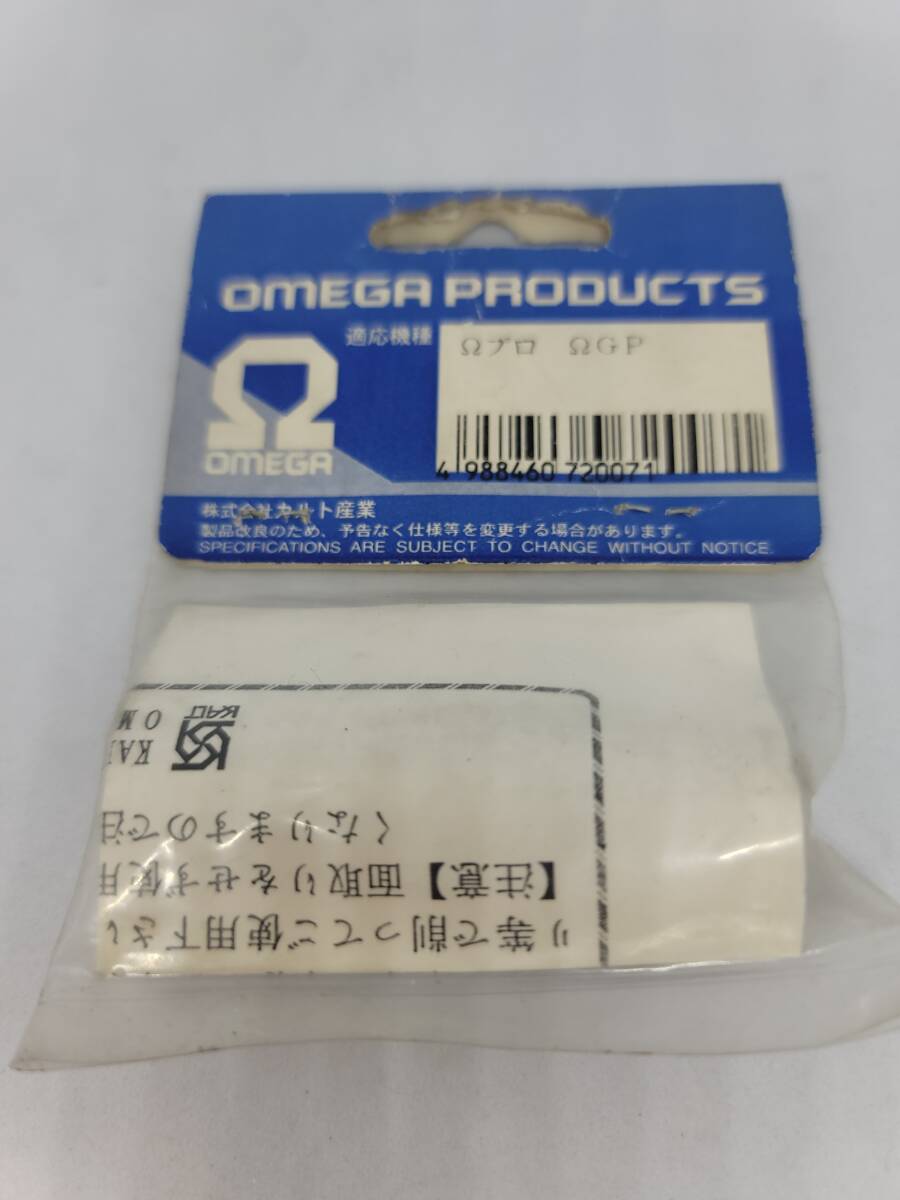 OMEGA PRODUCTS
適応機種
Ωプロ ΩGP
4 988460 720071
OMEGA
株式会社カルト産業
製品改良のため、予告なく仕様等を変更する場合があります。
SPECIFICATIONS ARE SUBJECT TO CHANGE WITHOUT NOTICE.
り等で削ってご使用下さい
【注意】面取りをせず使用
くなりますので注
KALT
KAL
OM